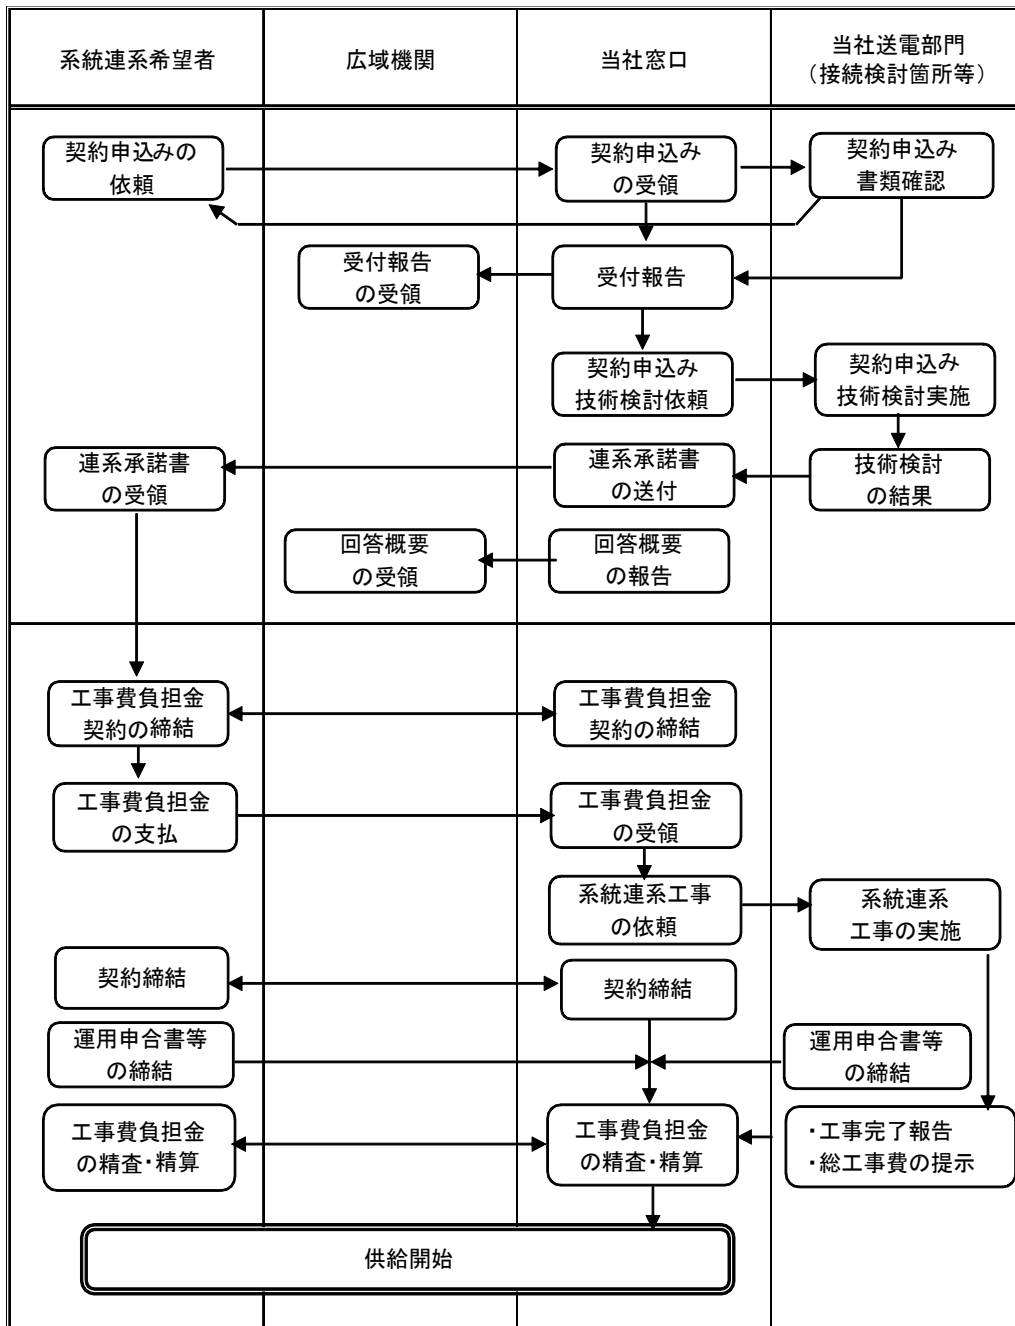 系統連系希望者
広域機関
当社窓口
当社送電部門
（接続検討箇所等）
契約申込みの
依頼
契約申込み
の受領
契約申込み
書類確認
受付報告
の受領
受付報告
契約申込み
技術検討依頼
契約申込み
技術検討実施
連系承諾書
の受領
連系承諾書
の送付
技術検討
の結果
回答概要
の受領
回答概要
の報告
工事費負担金
契約の締結
工事費負担金
契約の締結
工事費負担金
の支払
工事費負担金
の受領
系統連系工事
の依頼
系統連系
工事の実施
契約締結
契約締結
運用申合書等
の締結
運用申合書等
の締結
工事費負担金
の精査・精算
工事費負担金
の精査・精算
・工事完了報告
・総工事費の提示
供給開始